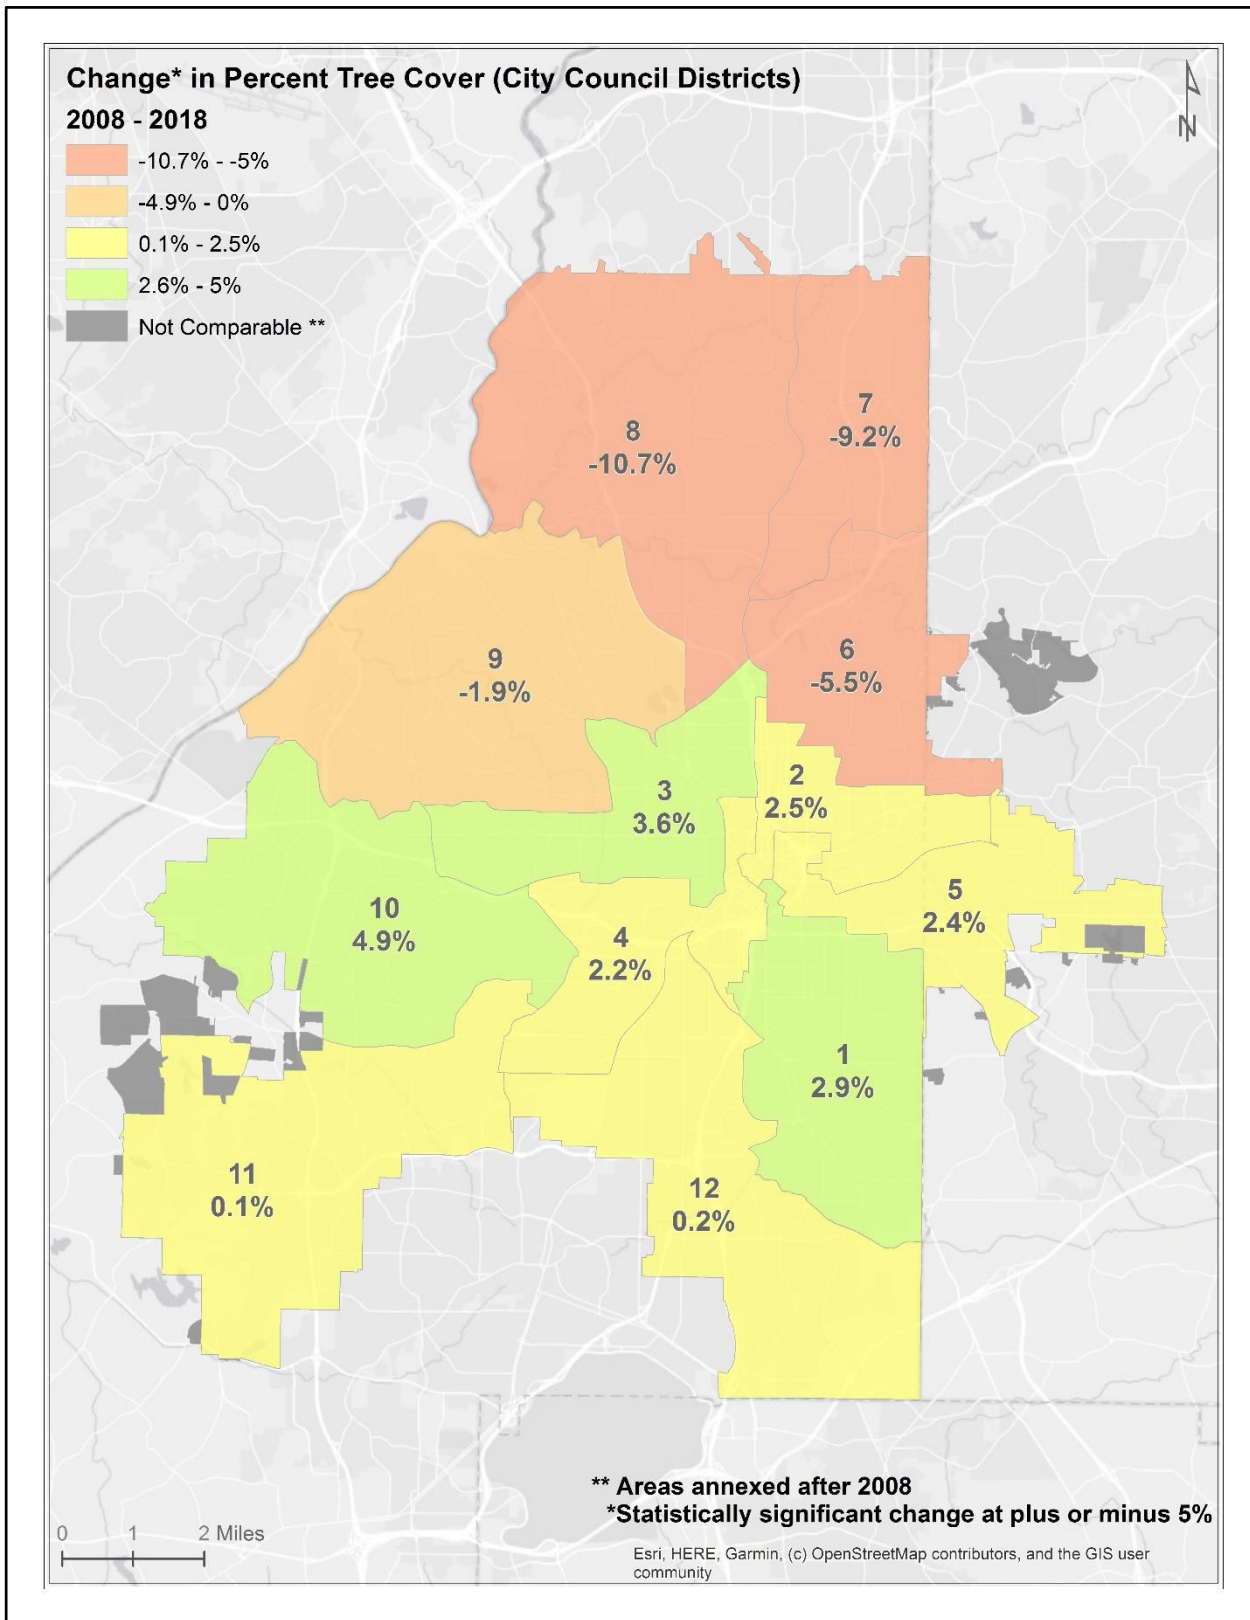 Change* in Percent Tree Cover (City Council Districts)
2008 - 2018
-10.7% - -5%
-4.9% - 0%
0.1% - 2.5%
2.6% - 5%
Not Comparable **
N
7
-9.2%
8
-10.7%
6
-5.5%
9
-1.9%
2
2.5%
3
3.6%
5
2.4%
10
4.9%
4
2.2%
1
2.9%
11
0.1%
12
0.2%
** Areas annexed after 2008
*Statistically significant change at plus or minus 5%
0 1 2 Miles
Esri, HERE, Garmin, (c) OpenStreetMap contributors, and the GIS user
community